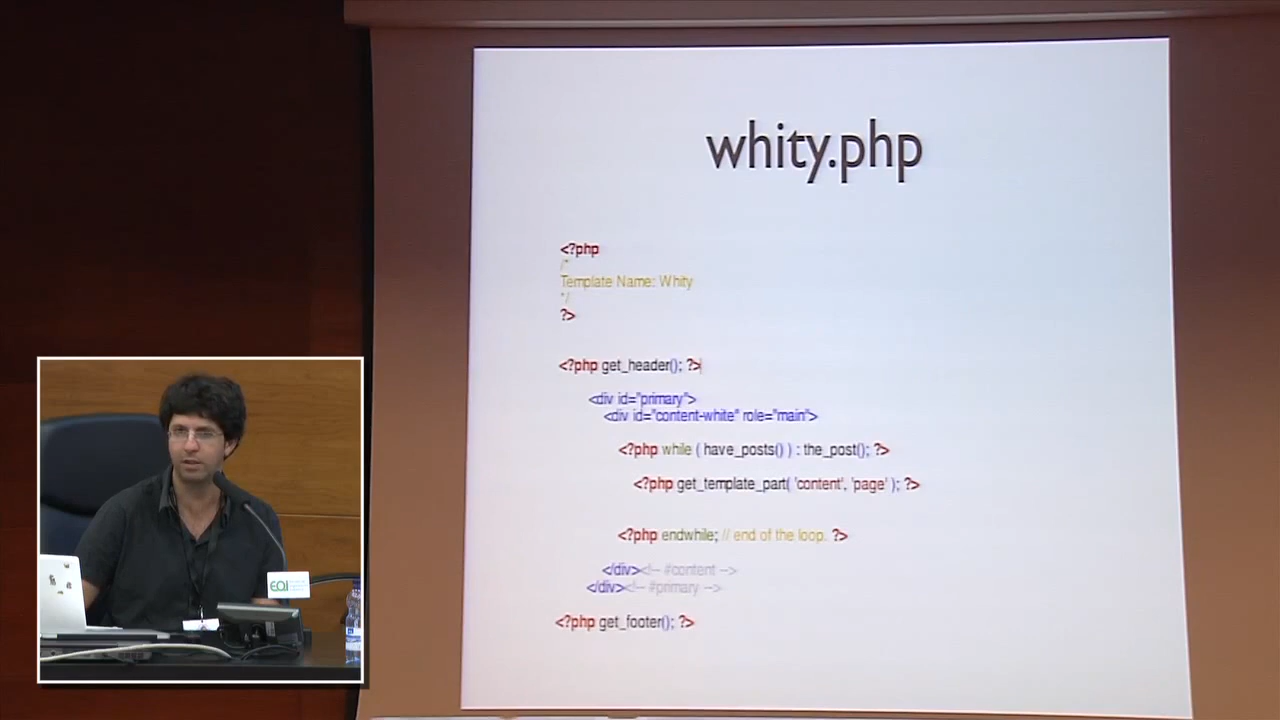 whity.php
<?php
/*
Template Name: Whity
*/
?>
<?php get_header(); ?>
<div id="primary">
<div id="content-white" role="main">
<?php while ( have_posts() ) : the_post(); ?>
<?php get_template_part( 'content', 'page' ); ?>
<?php endwhile; // end of the loop. ?>
</div><!-- #content -->
</div><!-- #primary -->
<?php get_footer(); ?>
EOI